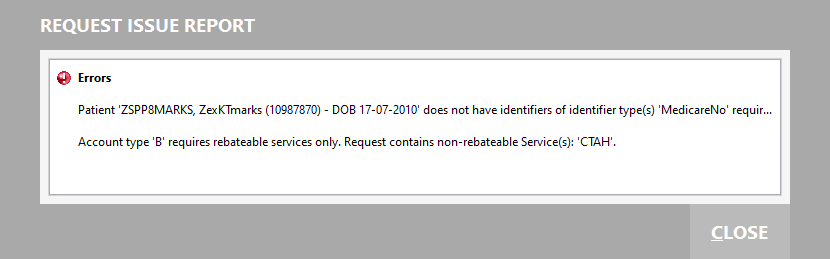 REQUEST ISSUE REPORT
Errors
Patient 'ZSPP8MARKS, ZexKTmarks (10987870) - DOB 17-07-2010' does not have identifiers of identifier type(s) 'MedicareNo' requir...
Account type 'B' requires rebateable services only. Request contains non-rebateable Service(s): 'CTAH'.
CLOSE